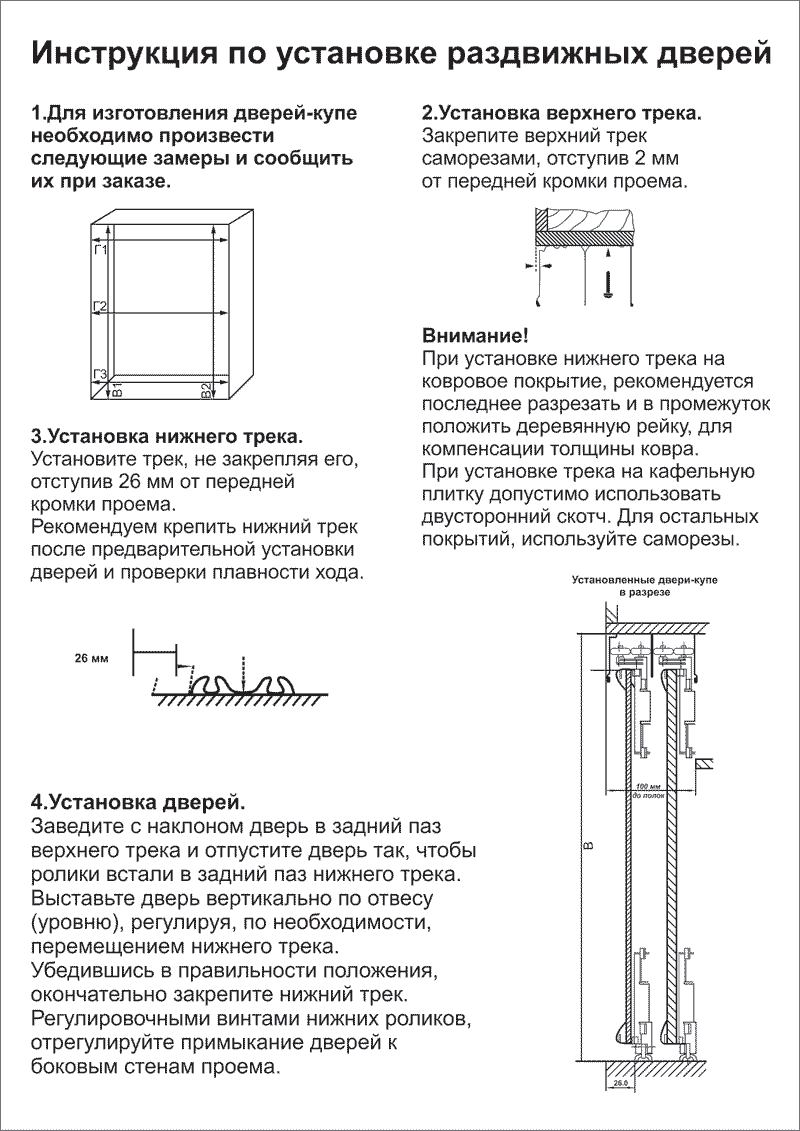 Инструкция по установке раздвижных дверей
1.Для изготовления дверей-купе
необходимо произвести
следующие замеры и сообщить
их при заказе.
Г1
Г2
Г3
В1
В2
2.Установка верхнего трека.
Закрепите верхний трек
саморезами, отступив 2 мм
от передней кромки проема.
Внимание!
При установке нижнего трека на
ковровое покрытие, рекомендуется
последнее разрезать и в промежуток
положить деревянную рейку, для
компенсации толщины ковра.
При установке трека на кафельную
плитку допустимо использовать
двусторонний скотч. Для остальных
покрытий, используйте саморезы.
3.Установка нижнего трека.
Установите трек, не закрепляя его,
отступив 26 мм от передней
кромки проема.
Рекомендуем крепить нижний трек
после предварительной установки
дверей и проверки плавности хода.
26 мм
Установленные двери-купе
в разрезе
100 мм
до полок
В
26.0
4.Установка дверей.
Заведите с наклоном дверь в задний паз
верхнего трека и отпустите дверь так, чтобы
ролики встали в задний паз нижнего трека.
Выставьте дверь вертикально по отвесу
(уровню), регулируя, по необходимости,
перемещением нижнего трека.
Убедившись в правильности положения,
окончательно закрепите нижний трек.
Регулировочными винтами нижних роликов,
отрегулируйте примыкание дверей к
боковым стенам проема.